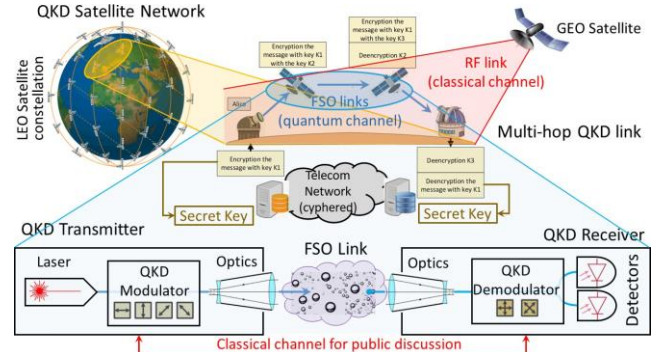 QKD Satellite Network
LEO Satellite
constellation
Encryption the
message with key K1
with the key K2
Encryption the
message with key K1
with the key K3
Deencryption K2
GEO Satellite
RF link
(classical channel)
Alice
FSO links
(quantum channel)
Multi-hop QKD link
Encryption the
message with key K1
Deencryption K3
Deencryption the
message with key K1
Telecom
Network
(cyphered)
Secret Key
Secret Key
QKD Transmitter
QKD Receiver
Laser
QKD
Modulator
Optics
FSO Link
Optics
QKD
Demodulator
Detectors
Classical channel for public discussion